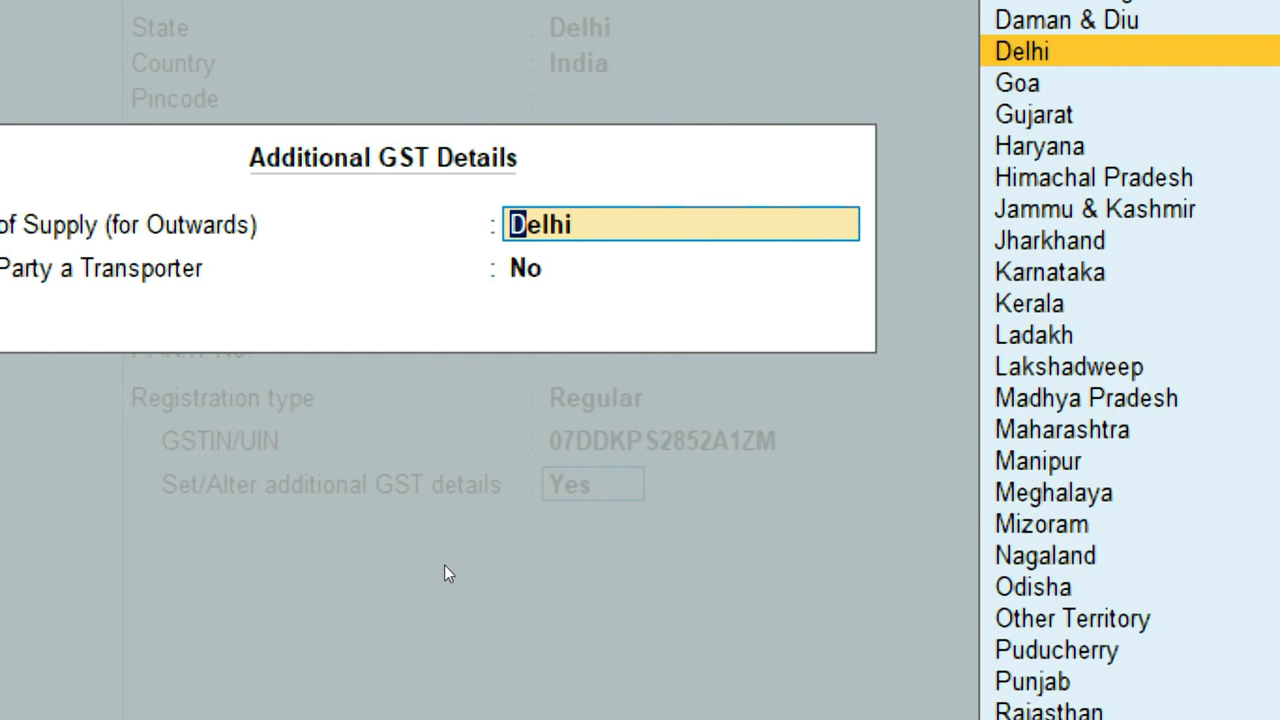 State : Delhi
Country : India
Pincode :
Additional GST Details
of Supply (for Outwards) : Delhi
Party a Transporter : No
Registration type : Regular
GSTIN/UIN : 07DDKPS2852A1ZM
Set/Alter additional GST details : Yes
Daman & Diu
Delhi
Goa
Gujarat
Haryana
Himachal Pradesh
Jammu & Kashmir
Jharkhand
Karnataka
Kerala
Ladakh
Lakshadweep
Madhya Pradesh
Maharashtra
Manipur
Meghalaya
Mizoram
Nagaland
Odisha
Other Territory
Puducherry
Punjab
Rajasthan